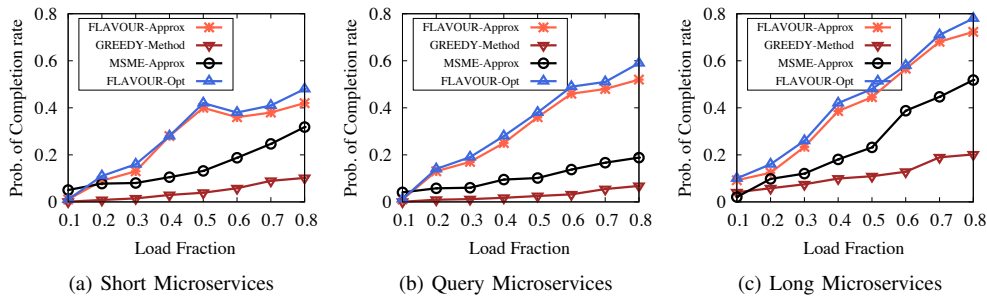 Prob. of Completion rate
0.8
0.6
0.4
0.2
0
FLAVOUR-Approx
GREEDY-Method
MSME-Approx
FLAVOUR-Opt
0.1 0.2 0.3 0.4 0.5 0.6 0.7 0.8
Load Fraction
(a) Short Microservices
Prob. of Completion rate
0.8
0.6
0.4
0.2
0
FLAVOUR-Approx
GREEDY-Method
MSME-Approx
FLAVOUR-Opt
0.1 0.2 0.3 0.4 0.5 0.6 0.7 0.8
Load Fraction
(b) Query Microservices
Prob. of Completion rate
0.8
0.6
0.4
0.2
0
FLAVOUR-Approx
GREEDY-Method
MSME-Approx
FLAVOUR-Opt
0.1 0.2 0.3 0.4 0.5 0.6 0.7 0.8
Load Fraction
(c) Long Microservices